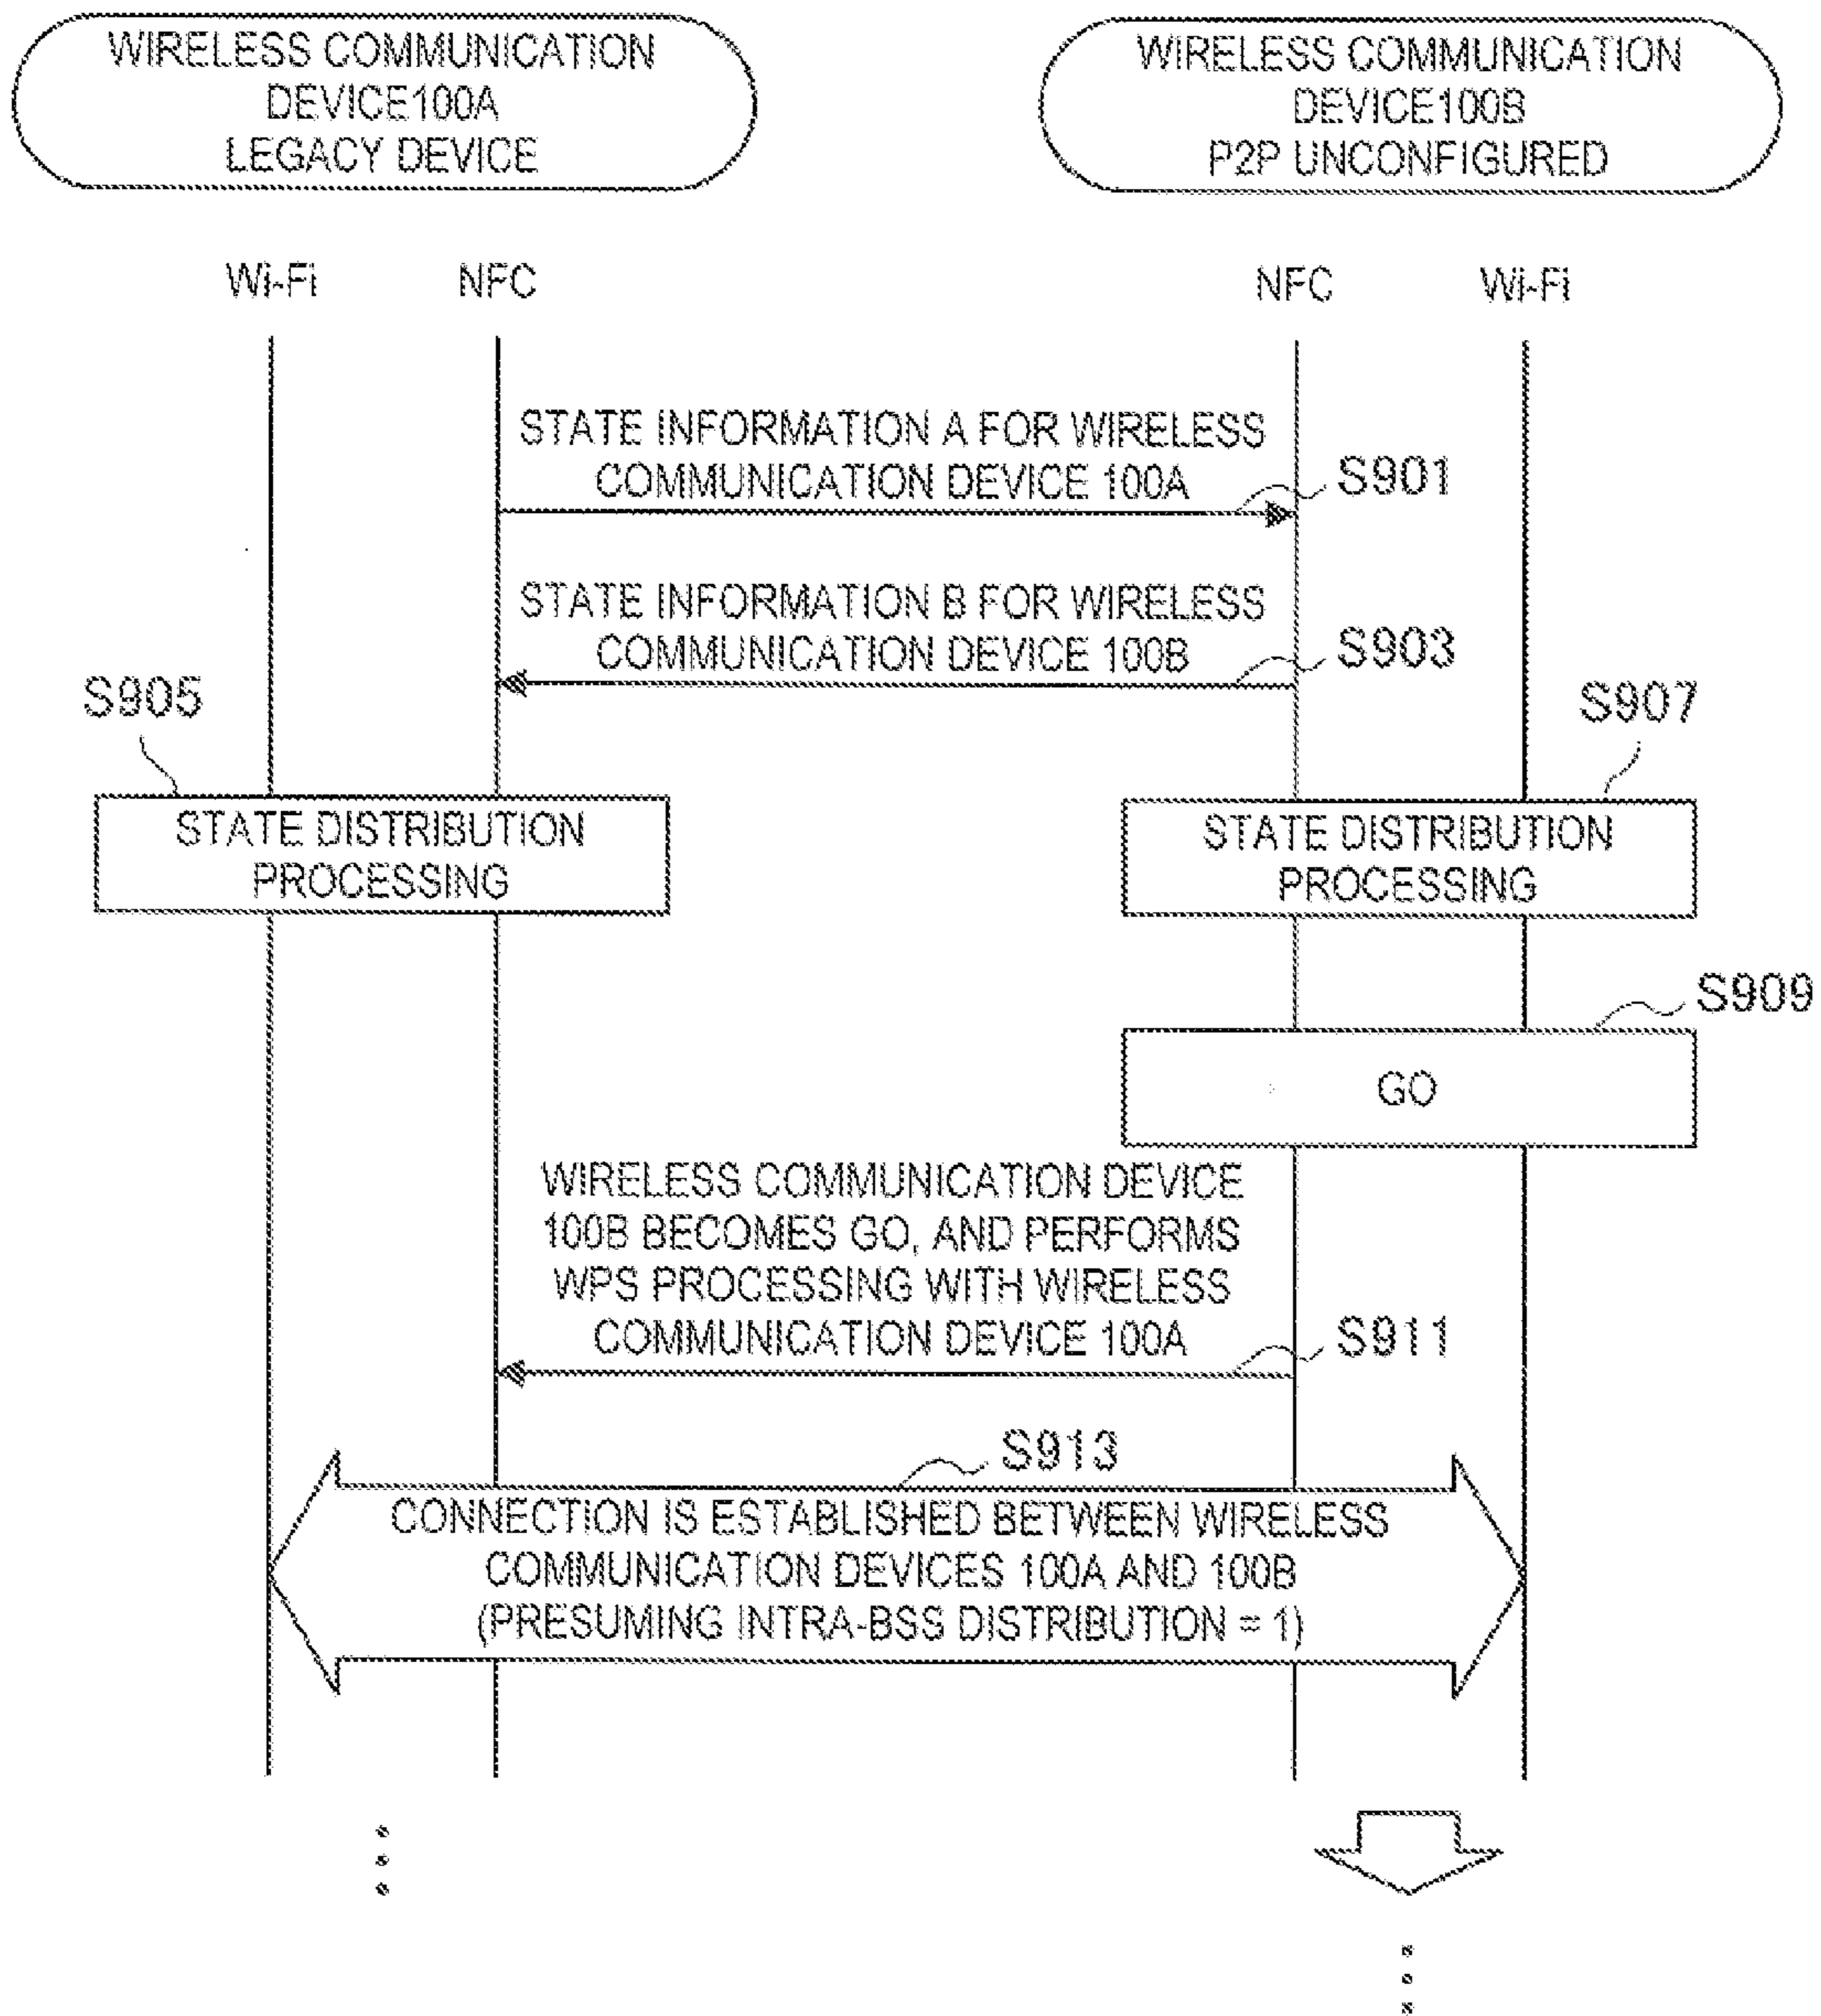 WIRELESS COMMUNICATION
DEVICE100A
LEGACY DEVICE
WIRELESS COMMUNICATION
DEVICE100B
P2P UNCONFIGURED
Wi-Fi
NFC
NFC
Wi-Fi
STATE INFORMATION A FOR WIRELESS
COMMUNICATION DEVICE 100A
S901
STATE INFORMATION B FOR WIRELESS
COMMUNICATION DEVICE 100B
S903
S905
S907
STATE DISTRIBUTION
PROCESSING
STATE DISTRIBUTION
PROCESSING
S909
GO
WIRELESS COMMUNICATION DEVICE
100B BECOMES GO, AND PERFORMS
WPS PROCESSING WITH WIRELESS
COMMUNICATION DEVICE 100A
S911
S913
CONNECTION IS ESTABLISHED BETWEEN WIRELESS
COMMUNICATION DEVICES 100A AND 100B
(PRESUMING INTRA-BSS DISTRIBUTION = 1)